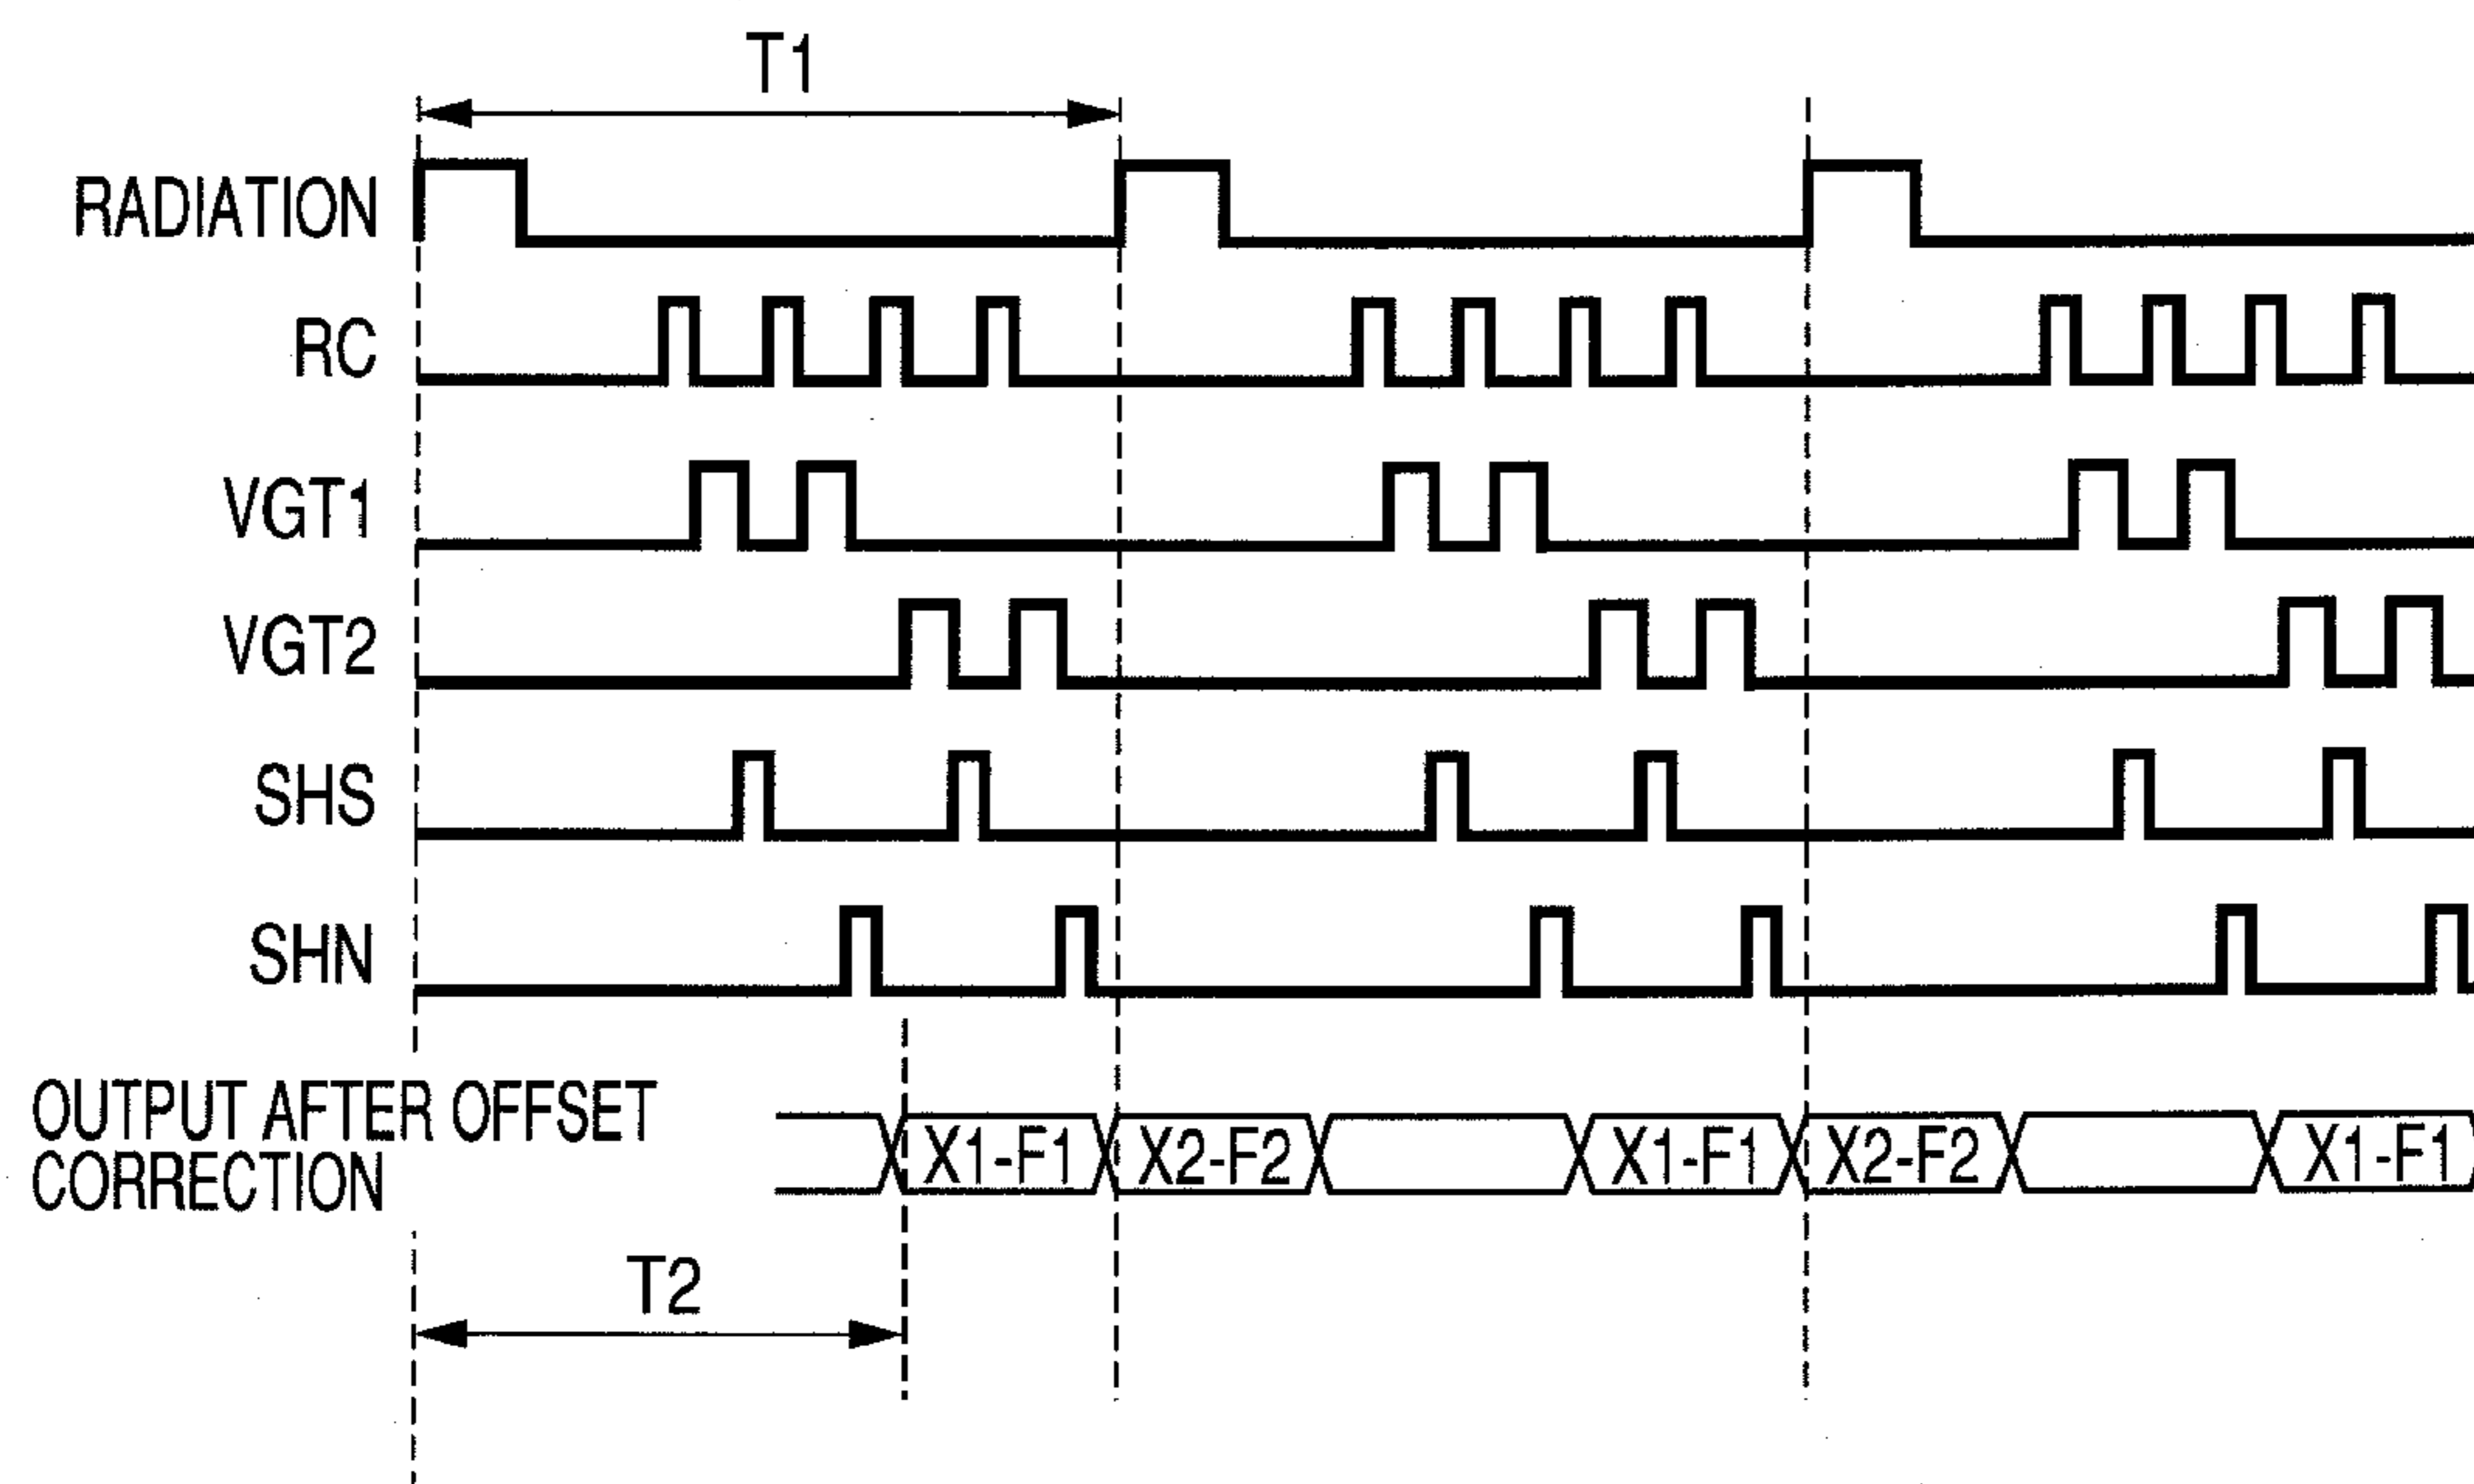 T1
RADIATION
RC
VGT1
VGT2
SHS
SHN
OUTPUT AFTER OFFSET
CORRECTION
X1-F1
X2-F2
X1-F1
X2-F2
X1-F1
T2